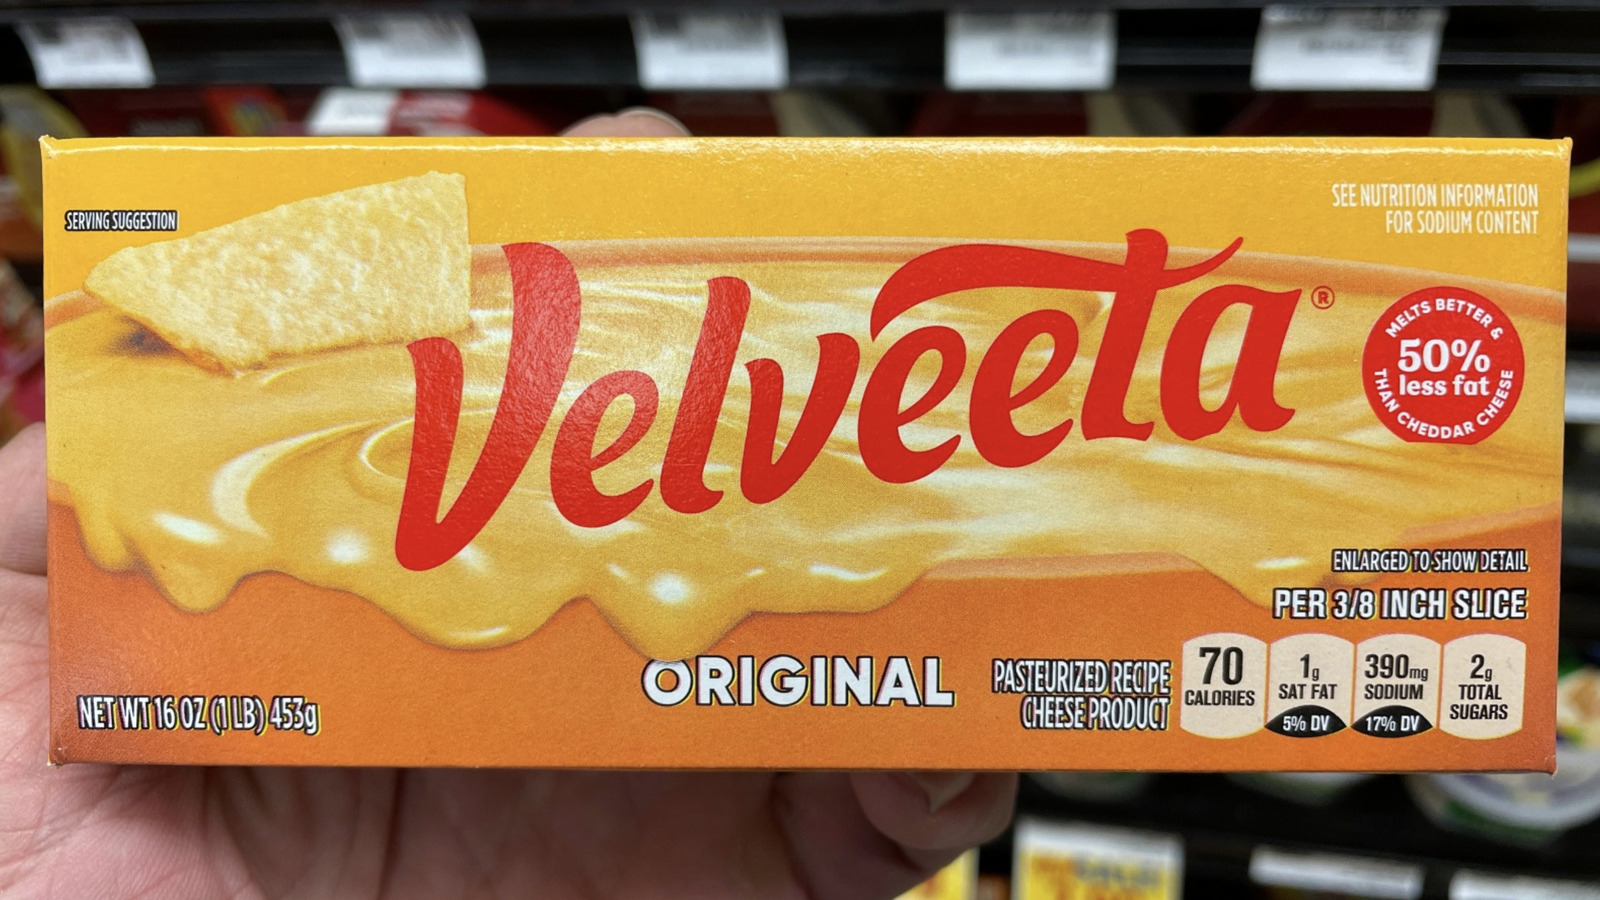 SERVING SUGGESTION
SEE NUTRITION INFORMATION
FOR SODIUM CONTENT
Velveeta®
MELTS BETTER &
50%
less fat
THAN CHEDDAR CHEESE
ENLARGED TO SHOW DETAIL
PER 3/8 INCH SLICE
NET WT 16 OZ (1 LB) 453g
ORIGINAL
PASTEURIZED RECIPE
CHEESE PRODUCT
70
CALORIES
1g
SAT FAT
5% DV
390mg
SODIUM
17% DV
2g
TOTAL
SUGARS